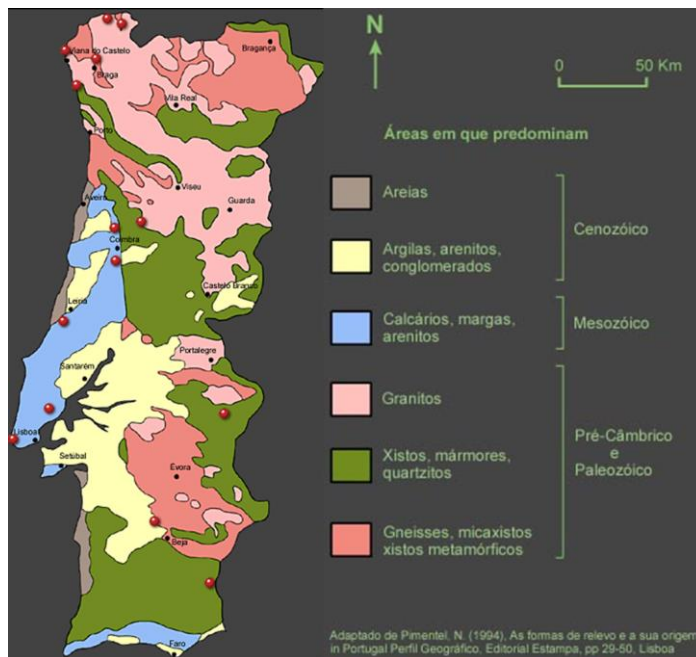 Viana do Castelo
Braga
Bragança
Vila Real
Porto
Viseu
Guarda
Aveiro
Coimbra
Castelo Branco
Leiria
Santarém
Portalegre
Lisboa
Setúbal
Évora
Beja
Faro
N
0 50 Km
Áreas em que predominam
Areias
Argilas, arenitos,
conglomerados
Cenozóico
Calcários, margas,
arenitos
Mesozóico
Granitos
Xistos, mármores,
quartzitos
Gneisses, micaxistos
xistos metamórficos
Pré-Câmbrico
e
Paleozóico
Adaptado de Pimentel, N. (1994), As formas de relevo e a sua origem
in Portugal Perfil Geográfico. Editorial Estampa, pp 29-50, Lisboa